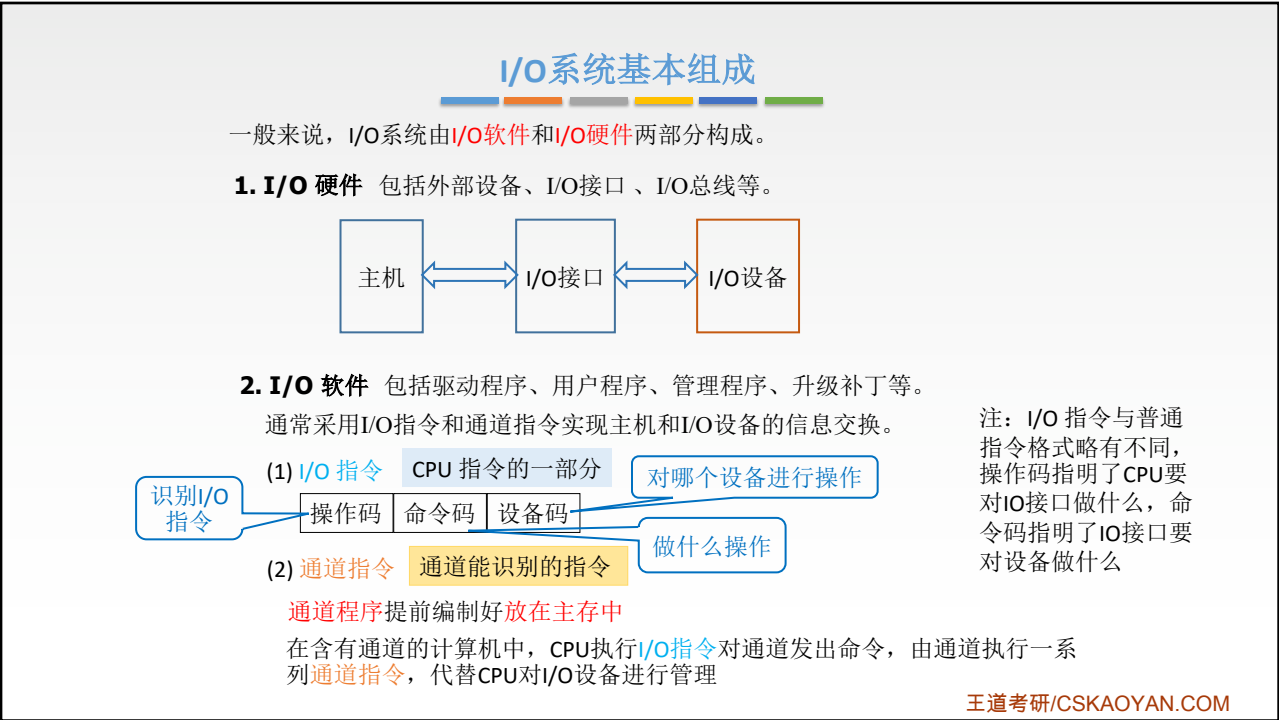 I/O系统基本组成
一般来说，I/O系统由I/O软件和I/O硬件两部分构成。
1. I/O 硬件 包括外部设备、I/O接口 、I/O总线等。
主机
I/O接口
I/O设备
2. I/O 软件 包括驱动程序、用户程序、管理程序、升级补丁等。
通常采用I/O指令和通道指令实现主机和I/O设备的信息交换。
(1) I/O 指令
CPU 指令的一部分
对哪个设备进行操作
识别I/O
指令
操作码
命令码
设备码
做什么操作
(2) 通道指令
通道能识别的指令
通道程序提前编制好放在主存中
在含有通道的计算机中，CPU执行I/O指令对通道发出命令，由通道执行一系
列通道指令，代替CPU对I/O设备进行管理
注：I/O 指令与普通
指令格式略有不同，
操作码指明了CPU要
对IO接口做什么，命
令码指明了IO接口要
对设备做什么
王道考研/CSKAOYAN.COM